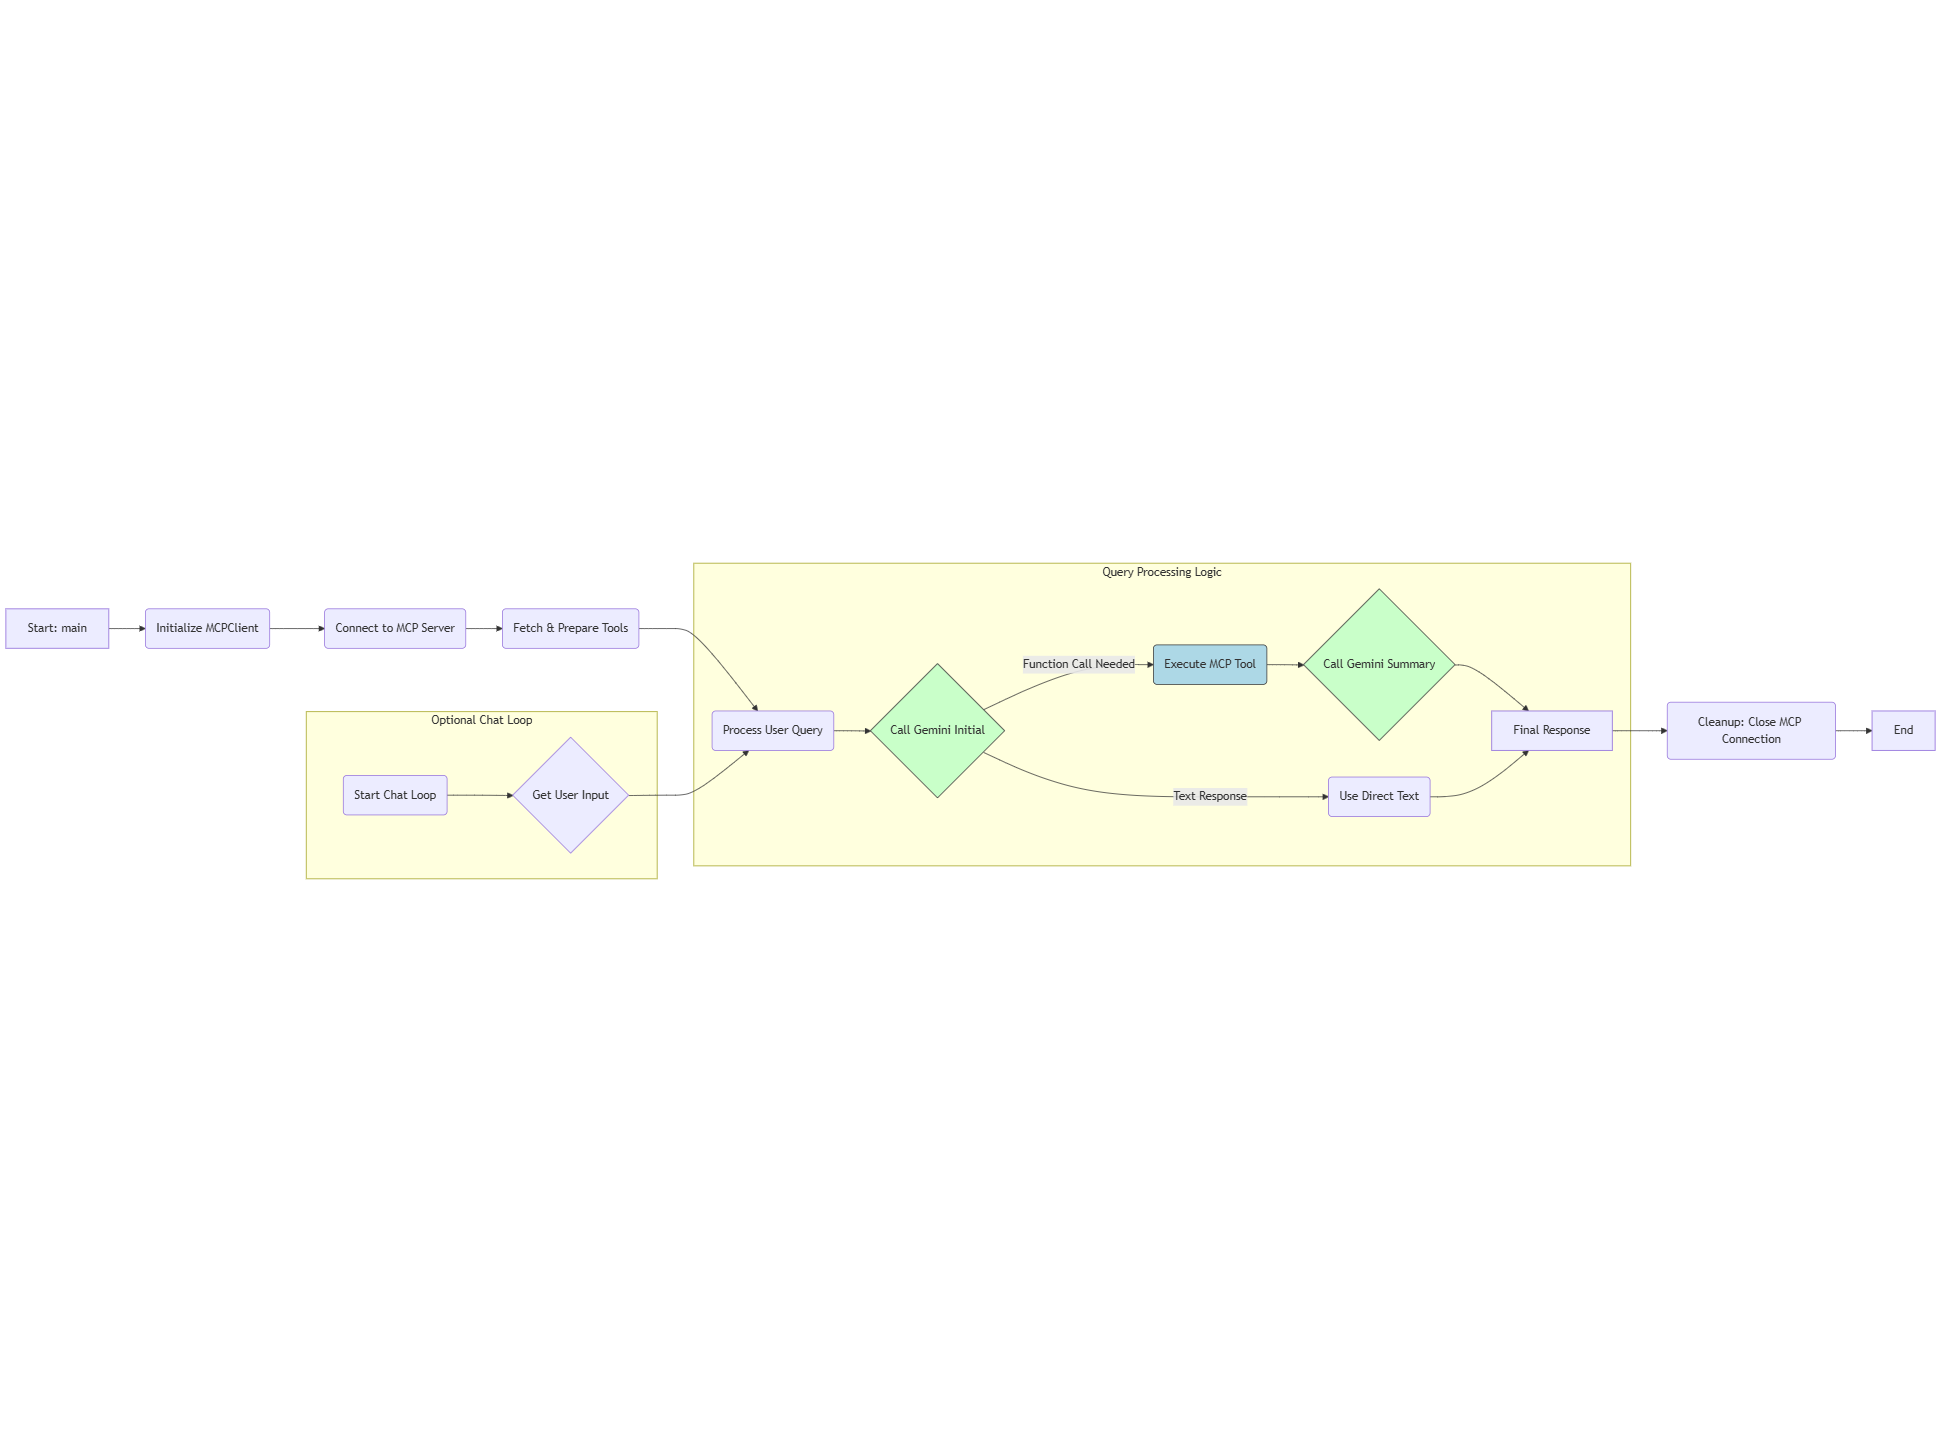 Query Processing Logic
Start: main
Initialize MCPClient
Connect to MCP Server
Fetch & Prepare Tools
Function Call Needed
Execute MCP Tool
Call Gemini Summary
Optional Chat Loop
Process User Query
Call Gemini Initial
Final Response
Cleanup: Close MCP
Connection
End
Start Chat Loop
Get User Input
Text Response
Use Direct Text